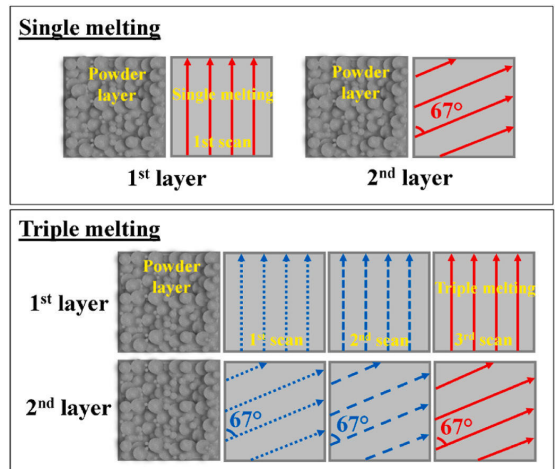 Single melting
Powder
layer
Single melting
1st scan
Powder
layer
67°
1st layer
2nd layer
Triple melting
1st layer
Powder
layer
1st scan
2nd scan
Triple melting
3rd scan
2nd layer
67°
67°
67°